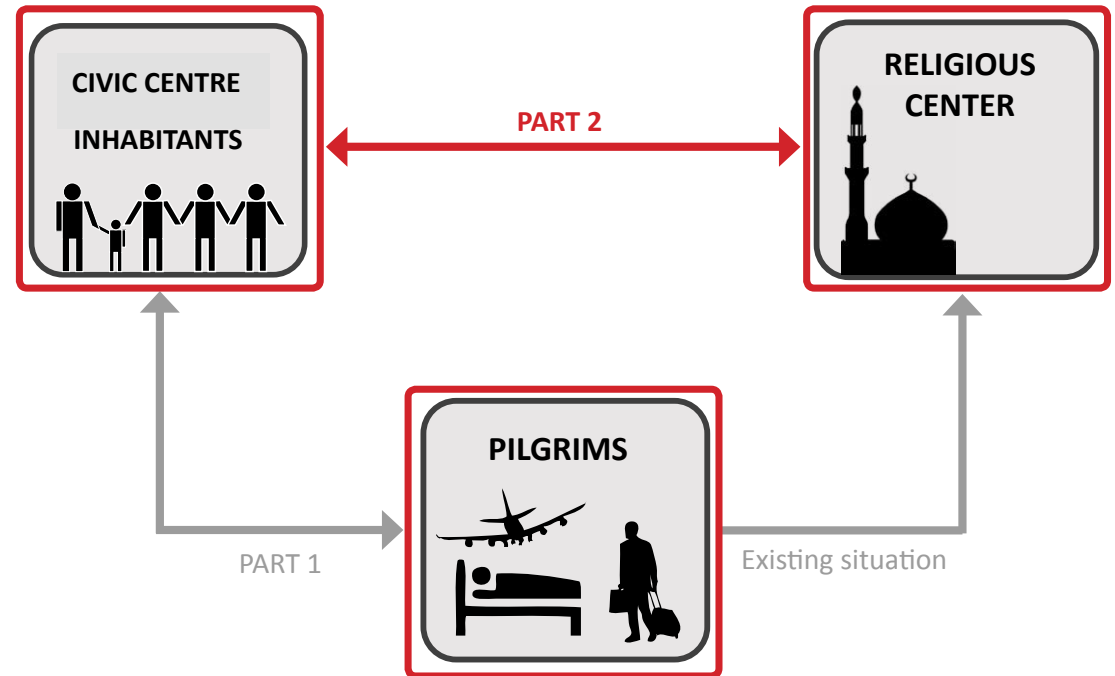 CIVIC CENTRE
INHABITANTS
PART 2
RELIGIOUS
CENTER
PILGRIMS
PART 1
Existing situation